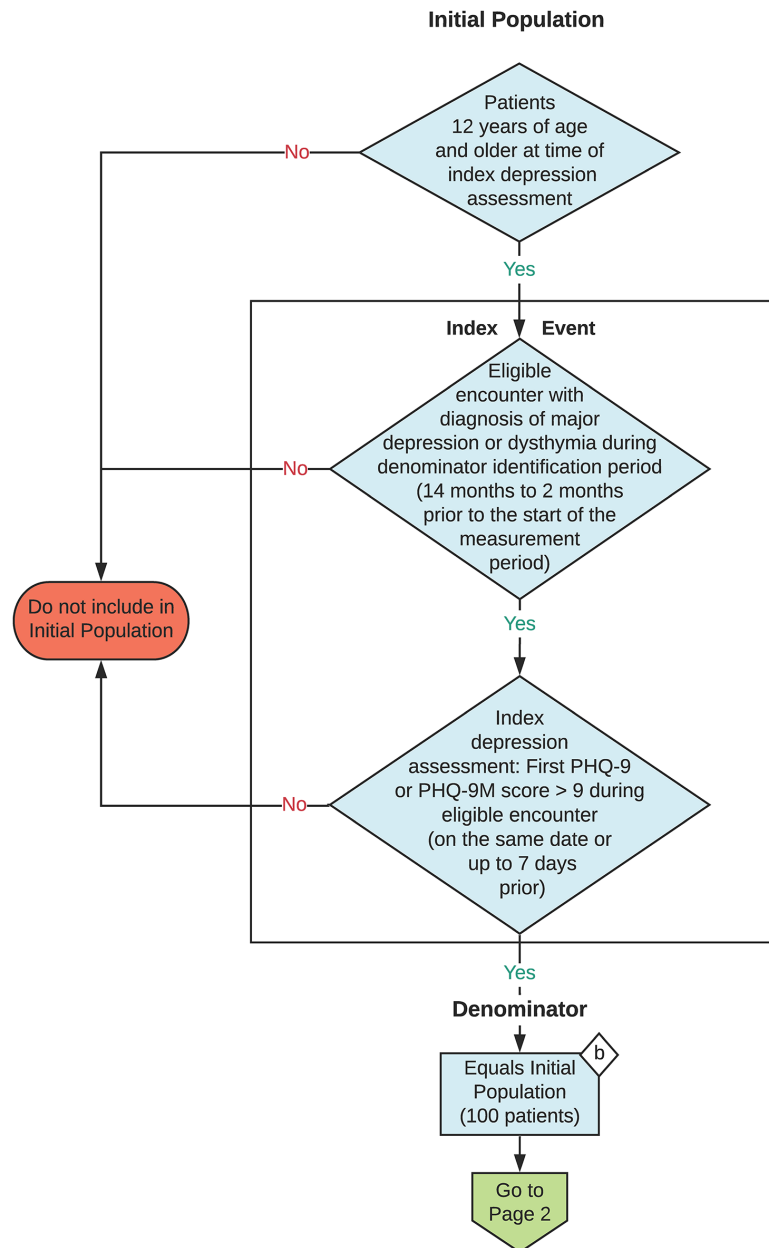 Initial Population
Patients
12 years of age
and older at time of
index depression
assessment
No
Yes
Index Event
Eligible
encounter with
diagnosis of major
depression or dysthymia during
denominator identification period
(14 months to 2 months
prior to the start of the
measurement
period)
No
Do not include in
Initial Population
Yes
Index
depression
assessment: First PHQ-9
or PHQ-9M score > 9 during
eligible encounter
(on the same date or
up to 7 days
prior)
No
Yes
Denominator
b
Equals Initial
Population
(100 patients)
Go to
Page 2